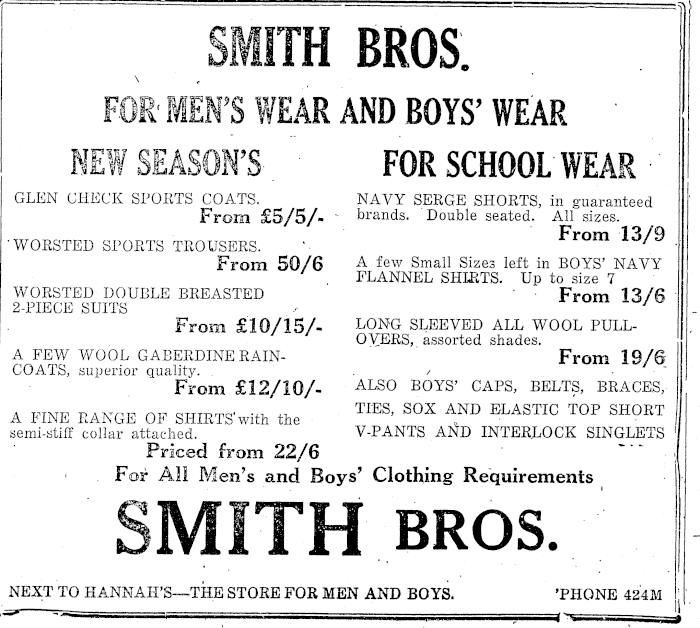 SMITH BROS.
FOR MEN'S WEAR AND BOYS' WEAR
NEW SEASON'S
GLEN CHECK SPORTS COATS.
From £5/5/-
WORSTED SPORTS TROUSERS.
From 50/6
WORSTED DOUBLE BREASTED
2-PIECE SUITS
From £10/15/-
A FEW WOOL GABERDINE RAIN-
COATS, superior quality.
From £12/10/-
A FINE RANGE OF SHIRTS with the
semi-stiff collar attached.
Priced from 22/6
FOR SCHOOL WEAR
NAVY SERGE SHORTS, in guaranteed
brands. Double seated. All sizes.
From 13/9
A few Small Sizes left in BOYS' NAVY
FLANNEL SHIRTS. Up to size 7
From 13/6
LONG SLEEVED ALL WOOL PULL-
OVERS, assorted shades.
From 19/6
ALSO BOYS' CAPS, BELTS, BRACES,
TIES, SOX AND ELASTIC TOP SHORT
V-PANTS AND INTERLOCK SINGLETS
For All Men's and Boys' Clothing Requirements
SMITH BROS.
NEXT TO HANNAH'S—THE STORE FOR MEN AND BOYS.
'PHONE 424M